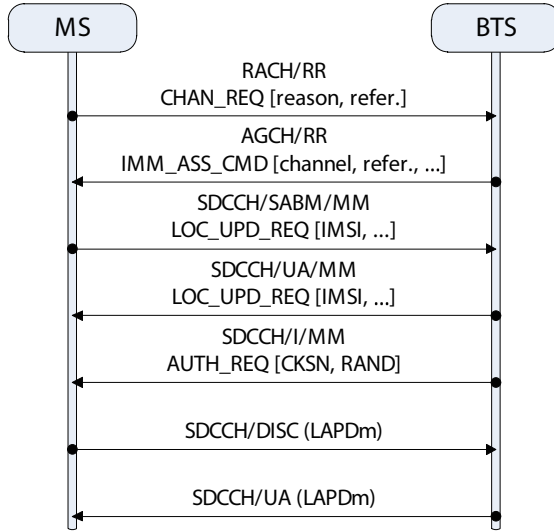 MS
BTS
RACH/RR
CHAN_REQ [reason, refer.]
AGCH/RR
IMM_ASS_CMD [channel, refer., ...]
SDCCH/SABM/MM
LOC_UPD_REQ [IMSI, ...]
SDCCH/UA/MM
LOC_UPD_REQ [IMSI, ...]
SDCCH/I/MM
AUTH_REQ [CKSN, RAND]
SDCCH/DISC (LAPDm)
SDCCH/UA (LAPDm)